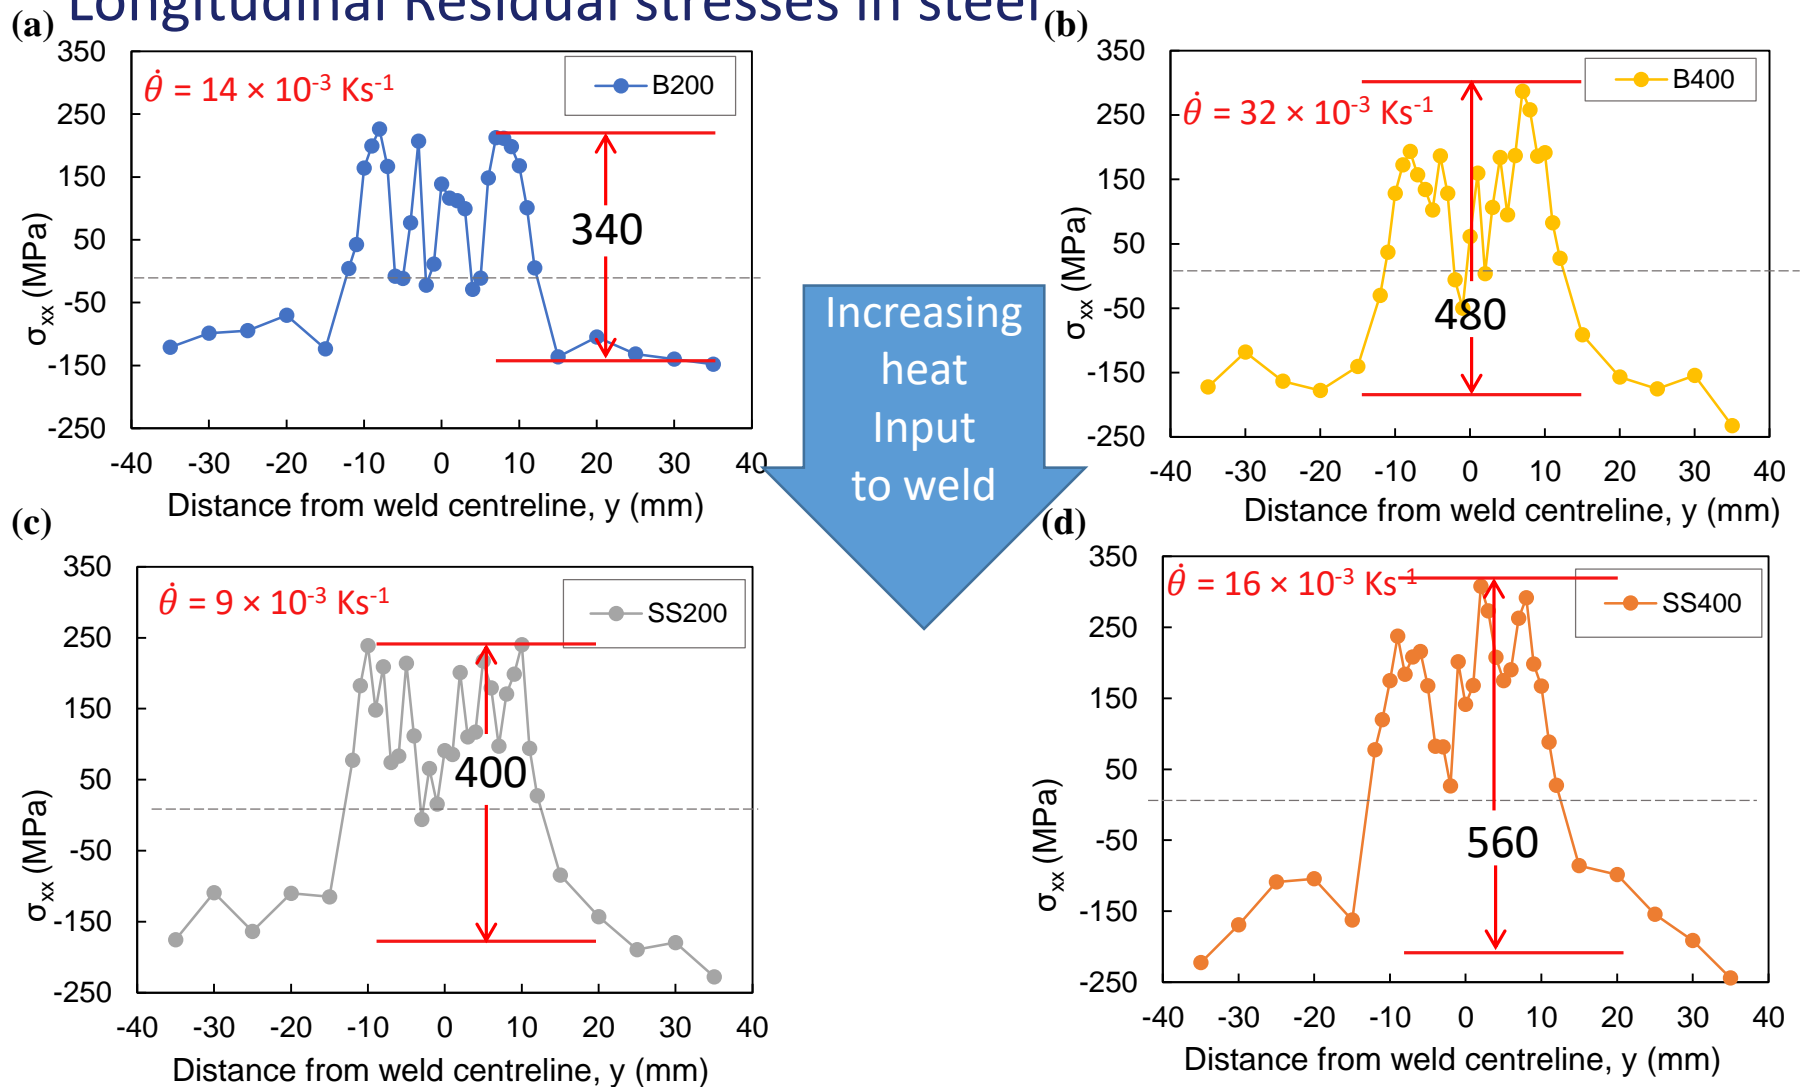 Longitudinal Residual stresses in steel
(a)
350
250
150
50
-50
-150
-250
σxx (MPa)
θ̇ = 14 × 10-3 Ks-1
B200
340
-40 -30 -20 -10 0 10 20 30 40
Distance from weld centreline, y (mm)
(b)
350
250
150
50
-50
-150
-250
σxx (MPa)
θ̇ = 32 × 10-3 Ks-1
B400
480
-40 -30 -20 -10 0 10 20 30 40
Distance from weld centreline, y (mm)
Increasing
heat
Input
to weld
(c)
350
250
150
50
-50
-150
-250
σxx (MPa)
θ̇ = 9 × 10-3 Ks-1
SS200
400
-40 -30 -20 -10 0 10 20 30 40
Distance from weld centreline, y (mm)
(d)
350
250
150
50
-50
-150
-250
σxx (MPa)
θ̇ = 16 × 10-3 Ks-1
SS400
560
-40 -30 -20 -10 0 10 20 30 40
Distance from weld centreline, y (mm)